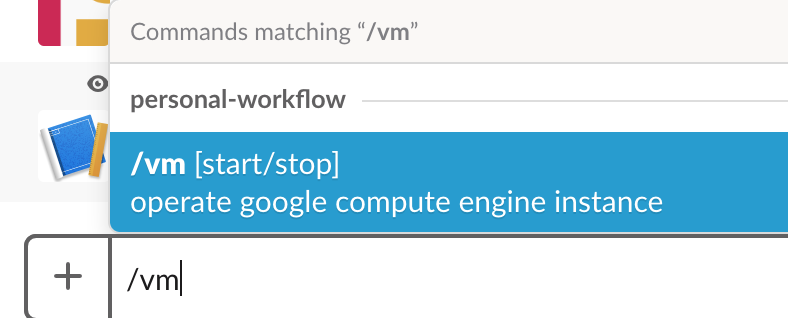 Commands matching “/vm”
personal-workflow
/vm [start/stop]
operate google compute engine instance
/vm